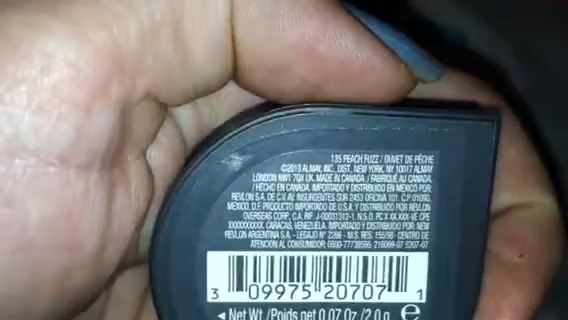 135 PEACH FUZZ / DUVET DE PÊCHE
©2013 ALMAY, INC., DIST., NEW YORK, NY 10017 ALMAY
LONDON NW1 7QX UK. MADE IN CANADA / FABRIQUÉ AU CANADA
/ HECHO EN CANADA. IMPORTADO Y DISTRIBUIDO EN MÉXICO POR:
REVLON S.A. DE C.V. AV. INSURGENTES SUR 2453 OFICINA 101. C.P. 01090.
MÉXICO, D.F. PRODUCTO IMPORTADO DE U.S.A. Y DISTRIBUIDO POR: REVLON
OVERSEAS CORP., C.A. RIF. J-00031312-1 N.S.O. PC X XX.XXX-VE CPE
XXXXXXXXXX. CARACAS, VENEZUELA. IMPORTADO Y DISTRIBUIDO POR: NEW
REVLON ARGENTINA S.A. - LEGAJO N° 2266 - M.S. RES. 155/98- CENTRO DE
ATENCIÓN AL CONSUMIDOR: 0800-77738566; 5207-07
3 09975 20707 1
◄ Net Wt./Poids net 0.07 Oz./2.0 g ℮